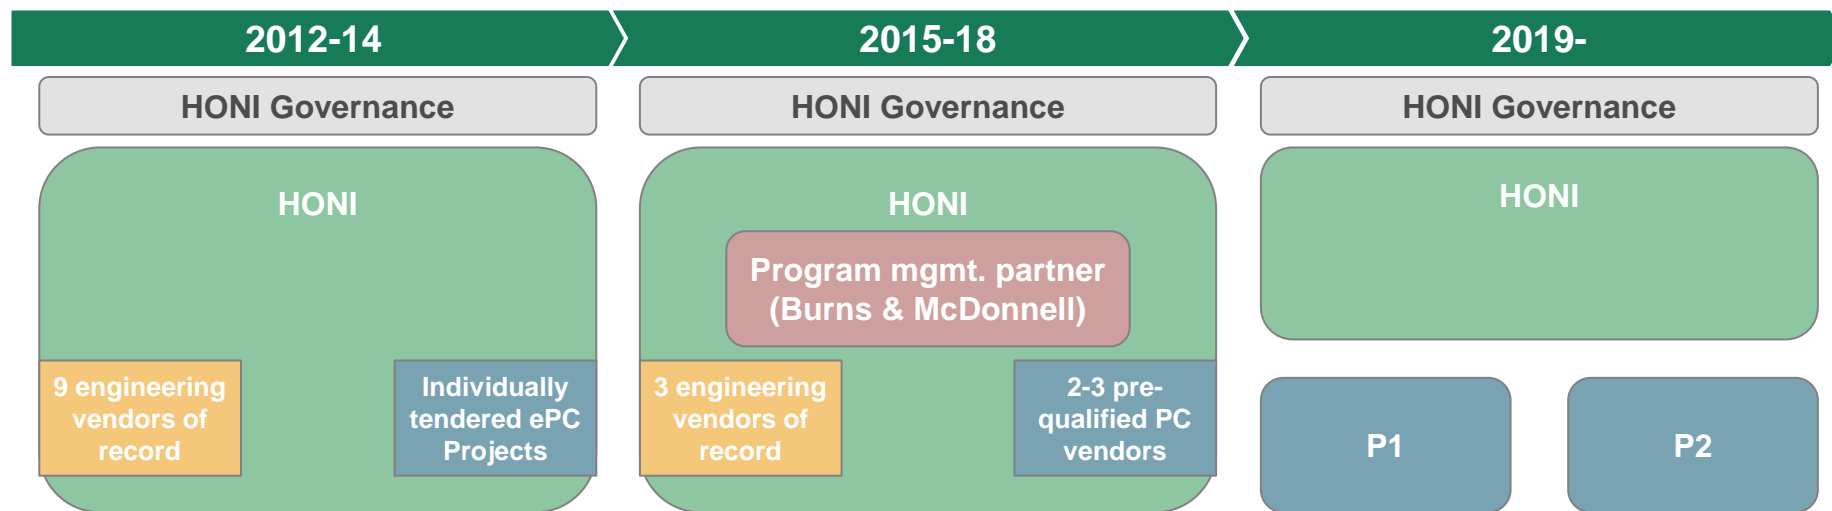 2012-14
2015-18
2019-
HONI Governance
HONI Governance
HONI Governance
HONI
Program mgmt. partner
(Burns & McDonnell)
HONI
HONI
9 engineering
vendors of
record
Individually
tendered ePC
Projects
3 engineering
vendors of
record
2-3 pre-
qualified PC
vendors
P1
P2